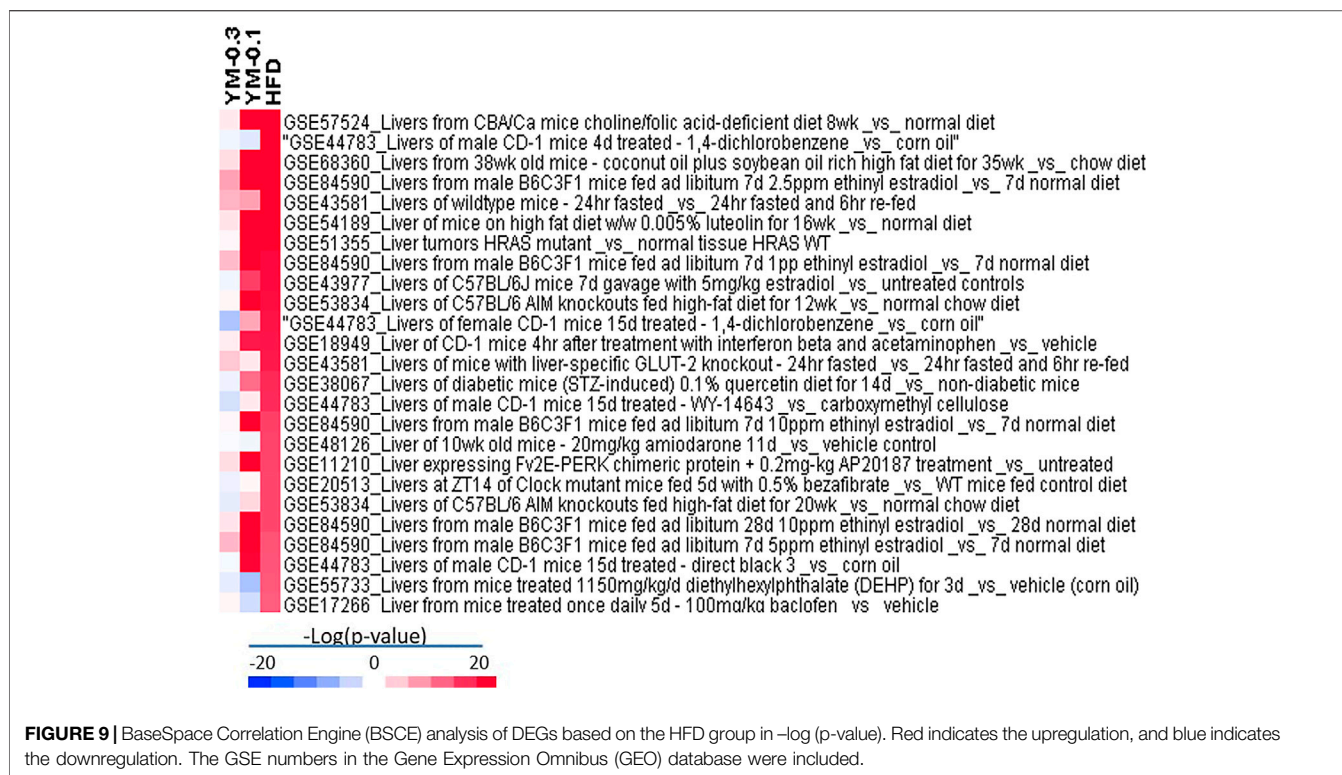 YM-0.3
YM-0.1
HFD
GSE57524_Livers from CBA/Ca mice choline/folic acid-deficient diet 8wk _vs_ normal diet
"GSE44783_Livers of male CD-1 mice 4d treated - 1,4-dichlorobenzene _vs_ corn oil"
GSE68360_Livers from 38wk old mice - coconut oil plus soybean oil rich high fat diet for 35wk _vs_ chow diet
GSE84590_Livers from male B6C3F1 mice fed ad libitum 7d 2.5ppm ethinyl estradiol _vs_ 7d normal diet
GSE43581_Livers of wildtype mice - 24hr fasted _vs_ 24hr fasted and 6hr re-fed
GSE54189_Liver of mice on high fat diet w/w 0.005% luteolin for 16wk _vs_ normal diet
GSE51355_Liver tumors HRAS mutant _vs_ normal tissue HRAS WT
GSE84590_Livers from male B6C3F1 mice fed ad libitum 7d 1pp ethinyl estradiol _vs_ 7d normal diet
GSE43977_Livers of C57BL/6J mice 7d gavage with 5mg/kg estradiol _vs_ untreated controls
GSE53834_Livers of C57BL/6 AIM knockouts fed high-fat diet for 12wk _vs_ normal chow diet
"GSE44783_Livers of female CD-1 mice 15d treated - 1,4-dichlorobenzene _vs_ corn oil"
GSE18949_Liver of CD-1 mice 4hr after treatment with interferon beta and acetaminophen _vs_ vehicle
GSE43581_Livers of mice with liver-specific GLUT-2 knockout - 24hr fasted _vs_ 24hr fasted and 6hr re-fed
GSE38067_Livers of diabetic mice (STZ-induced) 0.1% quercetin diet for 14d _vs_ non-diabetic mice
GSE44783_Livers of male CD-1 mice 15d treated - WY-14643 _vs_ carboxymethyl cellulose
GSE84590_Livers from male B6C3F1 mice fed ad libitum 7d 10ppm ethinyl estradiol _vs_ 7d normal diet
GSE48126_Liver of 10wk old mice - 20mg/kg amiodarone 11d _vs_ vehicle control
GSE11210_Liver expressing Fv2E-PERK chimeric protein + 0.2mg-kg AP20187 treatment _vs_ untreated
GSE20513_Livers at ZT14 of Clock mutant mice fed 5d with 0.5% bezafibrate _vs_ WT mice fed control diet
GSE53834_Livers of C57BL/6 AIM knockouts fed high-fat diet for 20wk _vs_ normal chow diet
GSE84590_Livers from male B6C3F1 mice fed ad libitum 28d 10ppm ethinyl estradiol _vs_ 28d normal diet
GSE84590_Livers from male B6C3F1 mice fed ad libitum 7d 5ppm ethinyl estradiol _vs_ 7d normal diet
GSE44783_Livers of male CD-1 mice 15d treated - direct black 3 _vs_ corn oil
GSE55733_Livers from mice treated 1150mg/kg/d diethylhexylphthalate (DEHP) for 3d _vs_ vehicle (corn oil)
GSE17266_Liver from mice treated once daily 5d - 100mg/kg baclofen _vs_ vehicle
-Log(p-value)
-20 0 20
FIGURE 9 | BaseSpace Correlation Engine (BSCE) analysis of DEGs based on the HFD group in –log (p-value). Red indicates the upregulation, and blue indicates
the downregulation. The GSE numbers in the Gene Expression Omnibus (GEO) database were included.